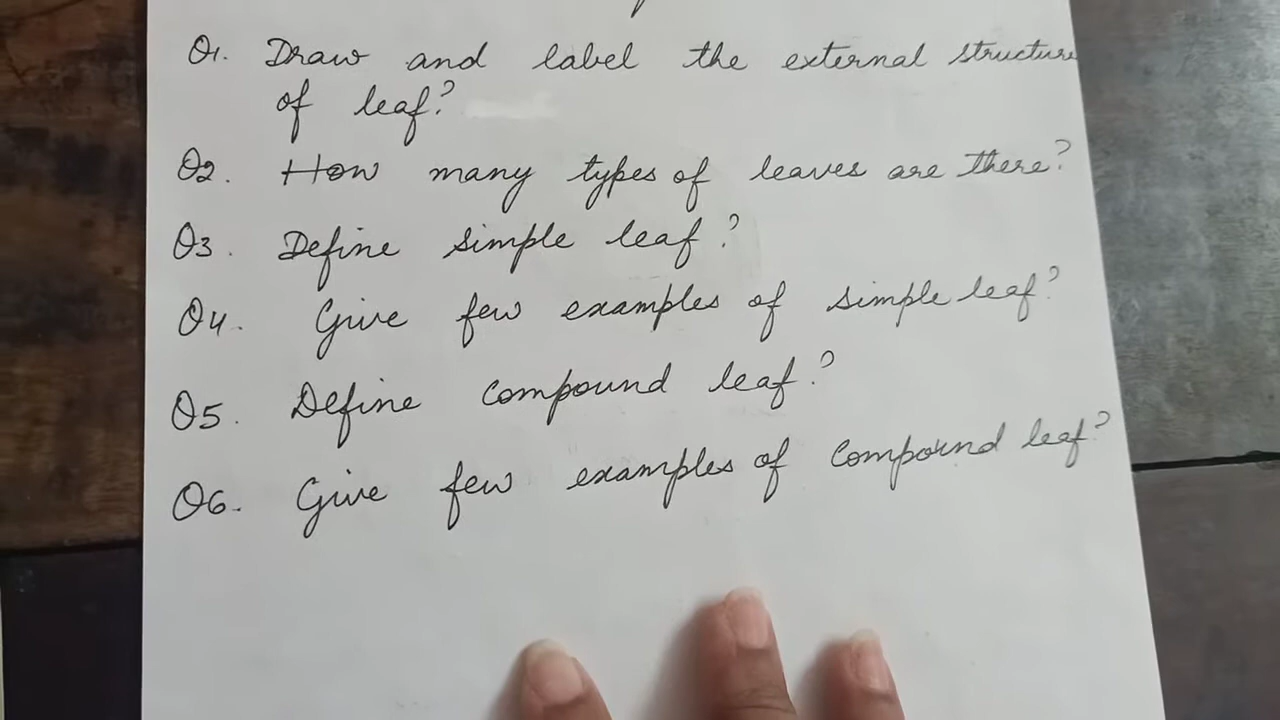 Q1. Draw and label the external structure
of leaf?
Q2. How many types of leaves are there?
Q3. Define simple leaf?
Q4. Give few examples of simple leaf?
Q5. Define compound leaf?
Q6. Give few examples of compound leaf?